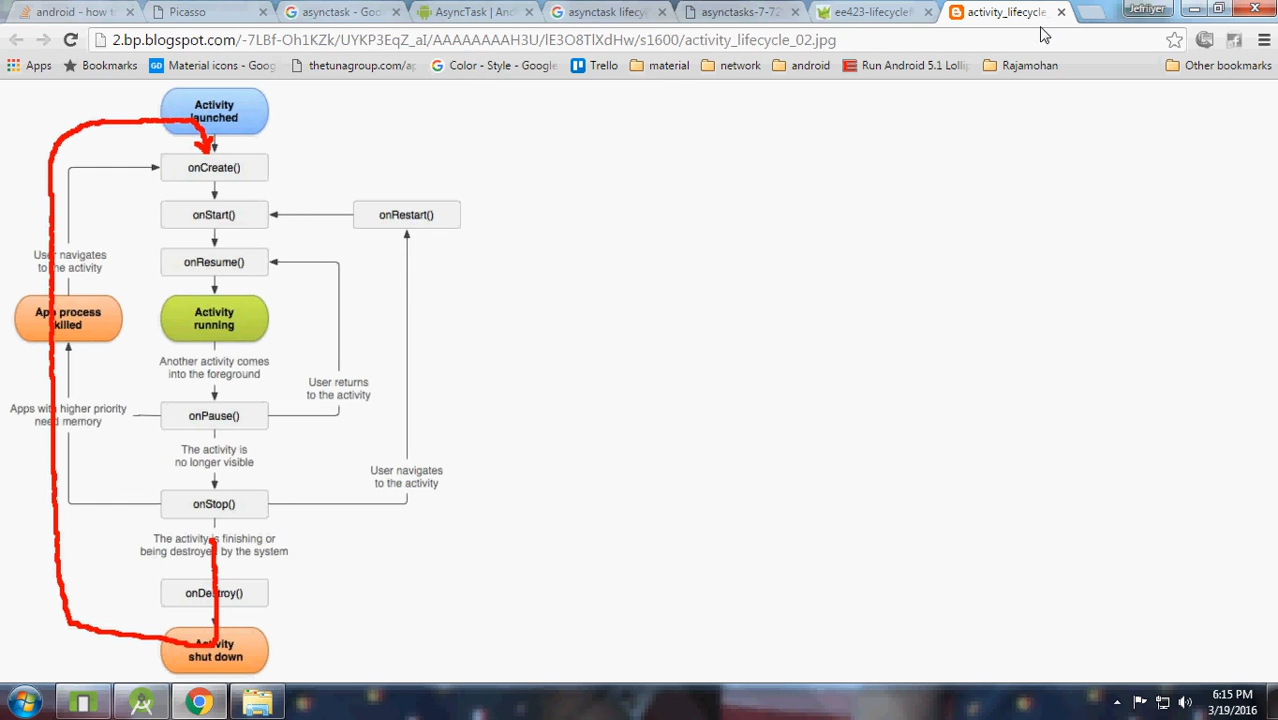 android - how t
Picasso
asynctask - Goo
AsyncTask | And
asynctask lifecy
asynctasks-7-72
ee423-lifecyclef
activity_lifecycle
Jefrilyer
2.bp.blogspot.com/-7LBf-Oh1KZk/UYKP3EqZ_aI/AAAAAAAAH3U/lE3O8TlXdHw/s1600/activity_lifecycle_02.jpg
Apps
Bookmarks
Material icons - Goo
thetunagroup.com/ap
Color - Style - Google
Trello
material
network
android
Run Android 5.1 Lollip
Rajamohan
Other bookmarks
Activity
launched
onCreate()
onStart()
onRestart()
User navigates
to the activity
onResume()
App process
killed
Activity
running
Another activity comes
into the foreground
User returns
to the activity
Apps with higher priority
need memory
onPause()
The activity is
no longer visible
User navigates
to the activity
onStop()
The activity is finishing or
being destroyed by the system
onDestroy()
Activity
shut down
6:15 PM
3/19/2016